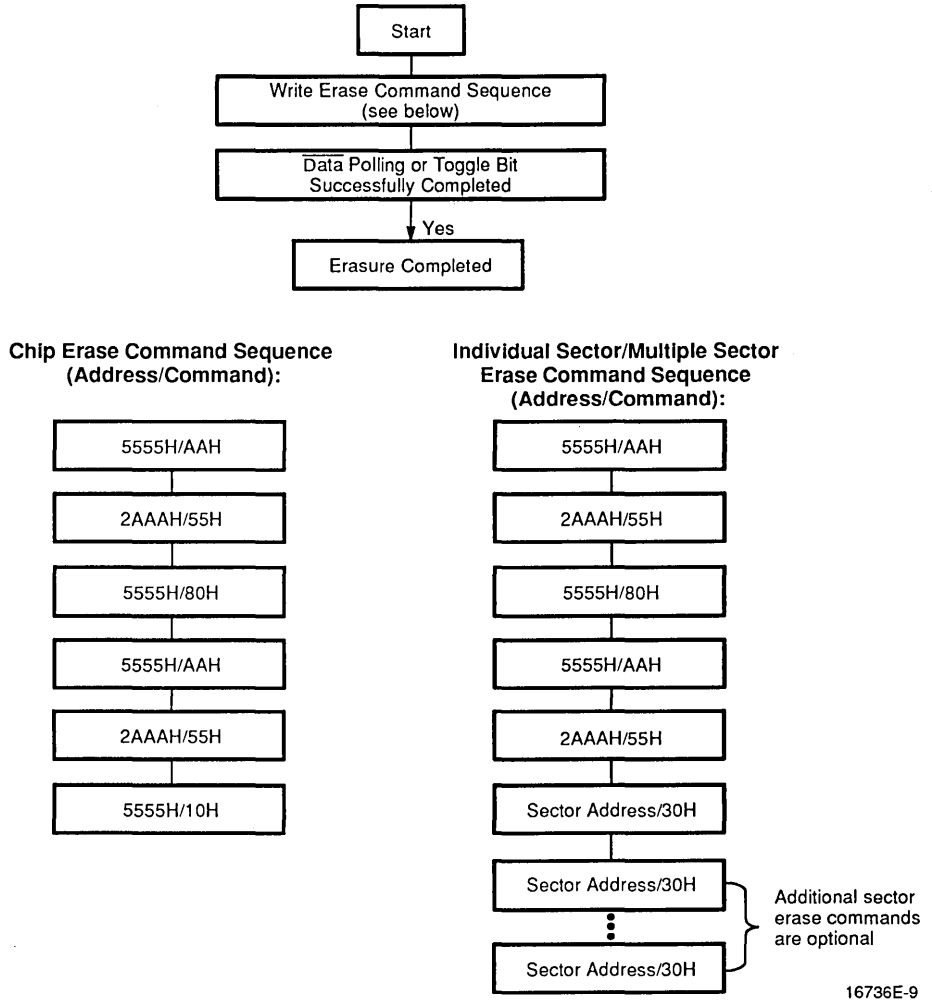 Start
Write Erase Command Sequence
(see below)
Data Polling or Toggle Bit
Successfully Completed
Yes
Erasure Completed
Chip Erase Command Sequence
(Address/Command):
5555H/AAH
2AAAH/55H
5555H/80H
5555H/AAH
2AAAH/55H
5555H/10H
Individual Sector/Multiple Sector
Erase Command Sequence
(Address/Command):
5555H/AAH
2AAAH/55H
5555H/80H
5555H/AAH
2AAAH/55H
Sector Address/30H
Sector Address/30H
Sector Address/30H
Additional sector
erase commands
are optional
16736E-9